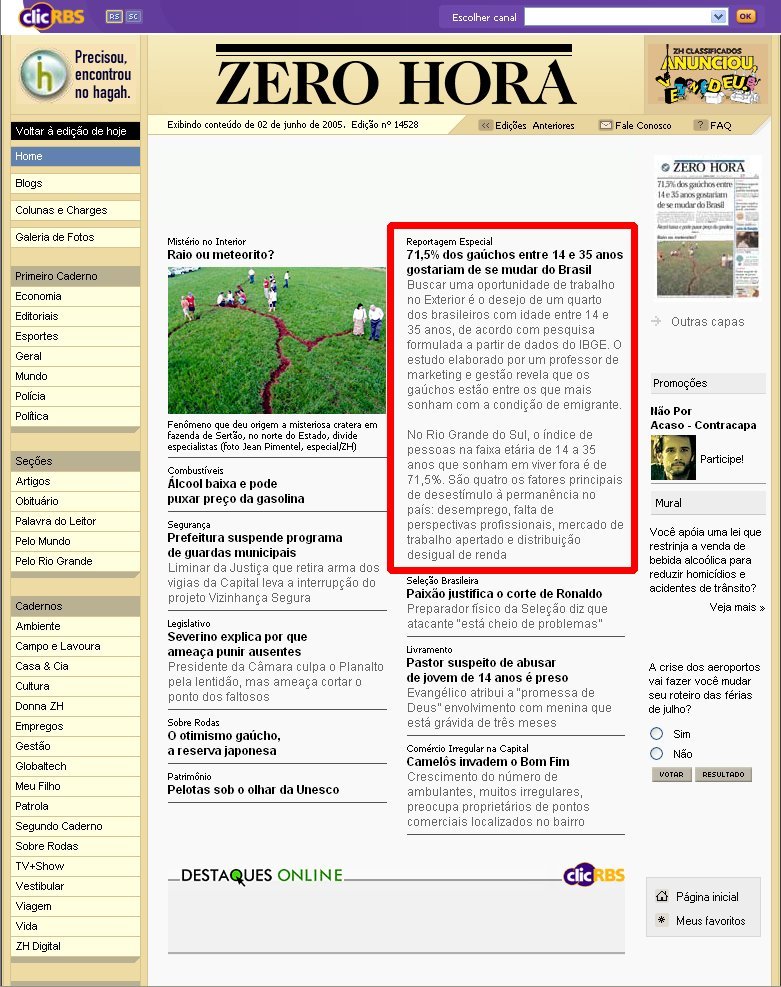 clicRBS
RS SC
Escolher canal
OK
Precisou,
encontrou
no hagah.
ZERO HORA
ZH CLASSIFICADOS
ANUNCIOU,
VENDEU!
Voltar à edição de hoje
Exibindo conteúdo de 02 de junho de 2005. Edição nº 14528
Edições Anteriores
Fale Conosco
FAQ
Home
Blogs
Colunas e Charges
Galeria de Fotos
Primeiro Caderno
Economia
Editoriais
Esportes
Geral
Mundo
Polícia
Política
Seções
Artigos
Obituário
Palavra do Leitor
Pelo Mundo
Pelo Rio Grande
Cadernos
Ambiente
Campo e Lavoura
Casa & Cia
Cultura
Donna ZH
Empregos
Gestão
Globaltech
Meu Filho
Patrola
Segundo Caderno
Sobre Rodas
TV+Show
Vestibular
Viagem
Vida
ZH Digital
Mistério no Interior
Raio ou meteorito?
Fenômeno que deu origem a misteriosa cratera em
fazenda de Sertão, no norte do Estado, divide
especialistas (foto Jean Pimentel, especial/ZH)
Combustíveis
Álcool baixa e pode
puxar preço da gasolina
Segurança
Prefeitura suspende programa
de guardas municipais
Liminar da Justiça que retira arma dos
vigias da Capital leva a interrupção do
projeto Vizinhança Segura
Legislativo
Severino explica por que
ameaça punir ausentes
Presidente da Câmara culpa o Planalto
pela lentidão, mas ameaça cortar o
ponto dos faltosos
Sobre Rodas
O otimismo gaúcho,
a reserva japonesa
Patrimônio
Pelotas sob o olhar da Unesco
Reportagem Especial
71,5% dos gaúchos entre 14 e 35 anos
gostariam de se mudar do Brasil
Buscar uma oportunidade de trabalho
no Exterior é o desejo de um quarto
dos brasileiros com idade entre 14 e
35 anos, de acordo com pesquisa
formulada a partir de dados do IBGE. O
estudo elaborado por um professor de
marketing e gestão revela que os
gaúchos estão entre os que mais
sonham com a condição de emigrante.
No Rio Grande do Sul, o índice de
pessoas na faixa etária de 14 a 35
anos que sonham em viver fora é de
71,5%. São quatro os fatores principais
de desestímulo à permanência no
país: desemprego, falta de
perspectivas profissionais, mercado de
trabalho apertado e distribuição
desigual de renda
Seleção Brasileira
Paixão justifica o corte de Ronaldo
Preparador físico da Seleção diz que
atacante "está cheio de problemas"
Livramento
Pastor suspeito de abusar
de jovem de 14 anos é preso
Evangélico atribui a "promessa de
Deus" envolvimento com menina que
está grávida de três meses
Comércio Irregular na Capital
Camelôs invadem o Bom Fim
Crescimento do número de
ambulantes, muitos irregulares,
preocupa proprietários de pontos
comerciais localizados no bairro
DESTAQUES ONLINE
clicRBS
ZERO HORA
71,5% dos gaúchos
entre 14 e 35 anos gostariam
de se mudar do Brasil
Outras capas
Promoções
Não Por
Acaso - Contracapa
Participe!
Mural
Você apóia uma lei que
restrinja a venda de
bebida alcoólica para
reduzir homicídios e
acidentes de trânsito?
Veja mais »
A crise dos aeroportos
vai fazer você mudar
seu roteiro das férias
de julho?
Sim
Não
VOTAR RESULTADO
Página inicial
Meus favoritos